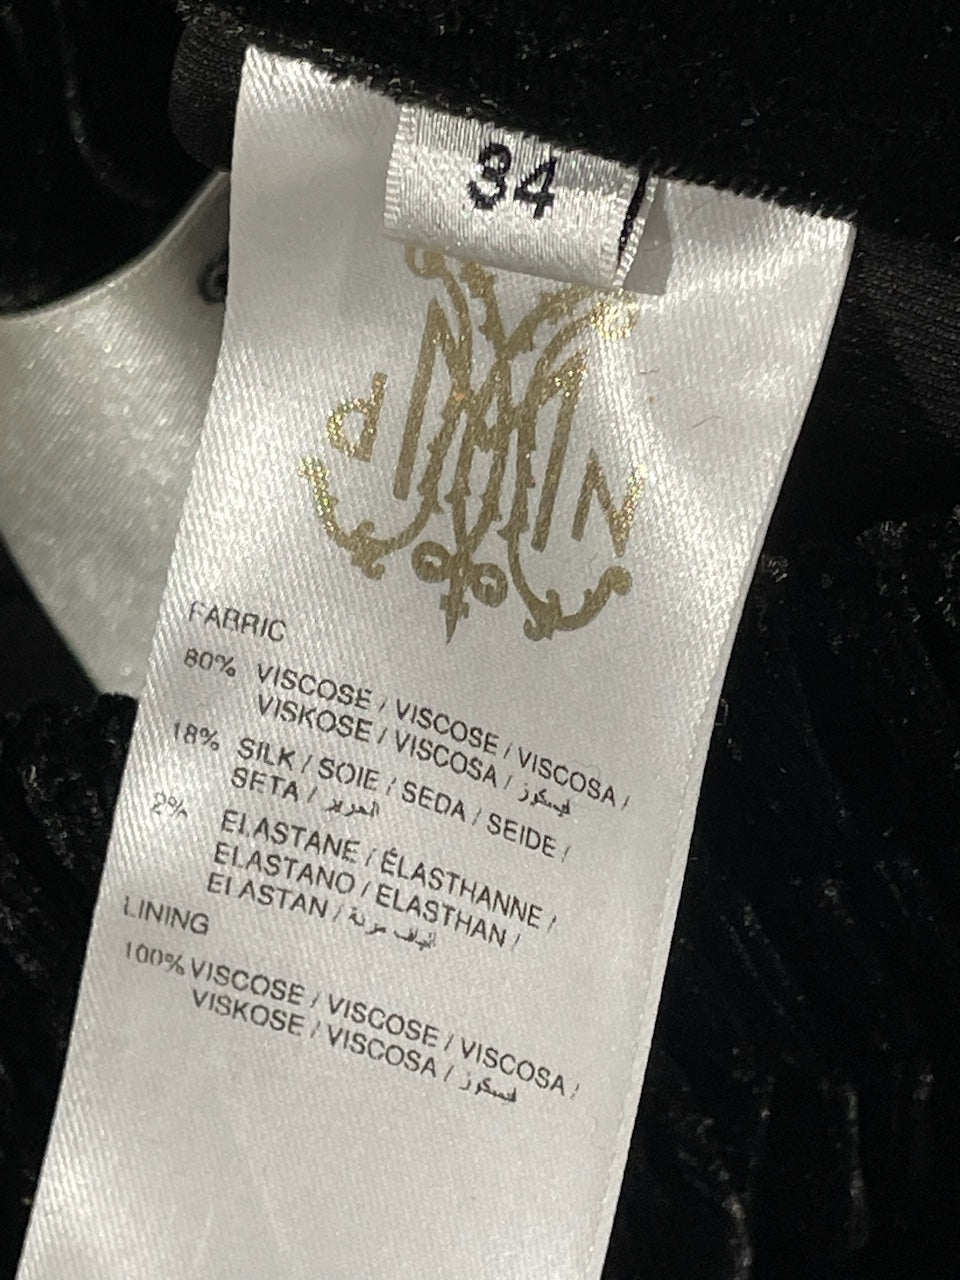 34
P N
FABRIC
80% VISCOSE / VISCOSE / VISCOSA /
VISKOSE / VISCOSA / فيسكوز
18% SILK / SOIE / SEDA / SEIDE /
SETA / الحرير
2% ELASTANE / ÉLASTHANNE /
ELASTANO / ELASTHAN /
ELASTAN / الياف مرنة
LINING
100% VISCOSE / VISCOSE / VISCOSA /
VISKOSE / VISCOSA / فيسكوز